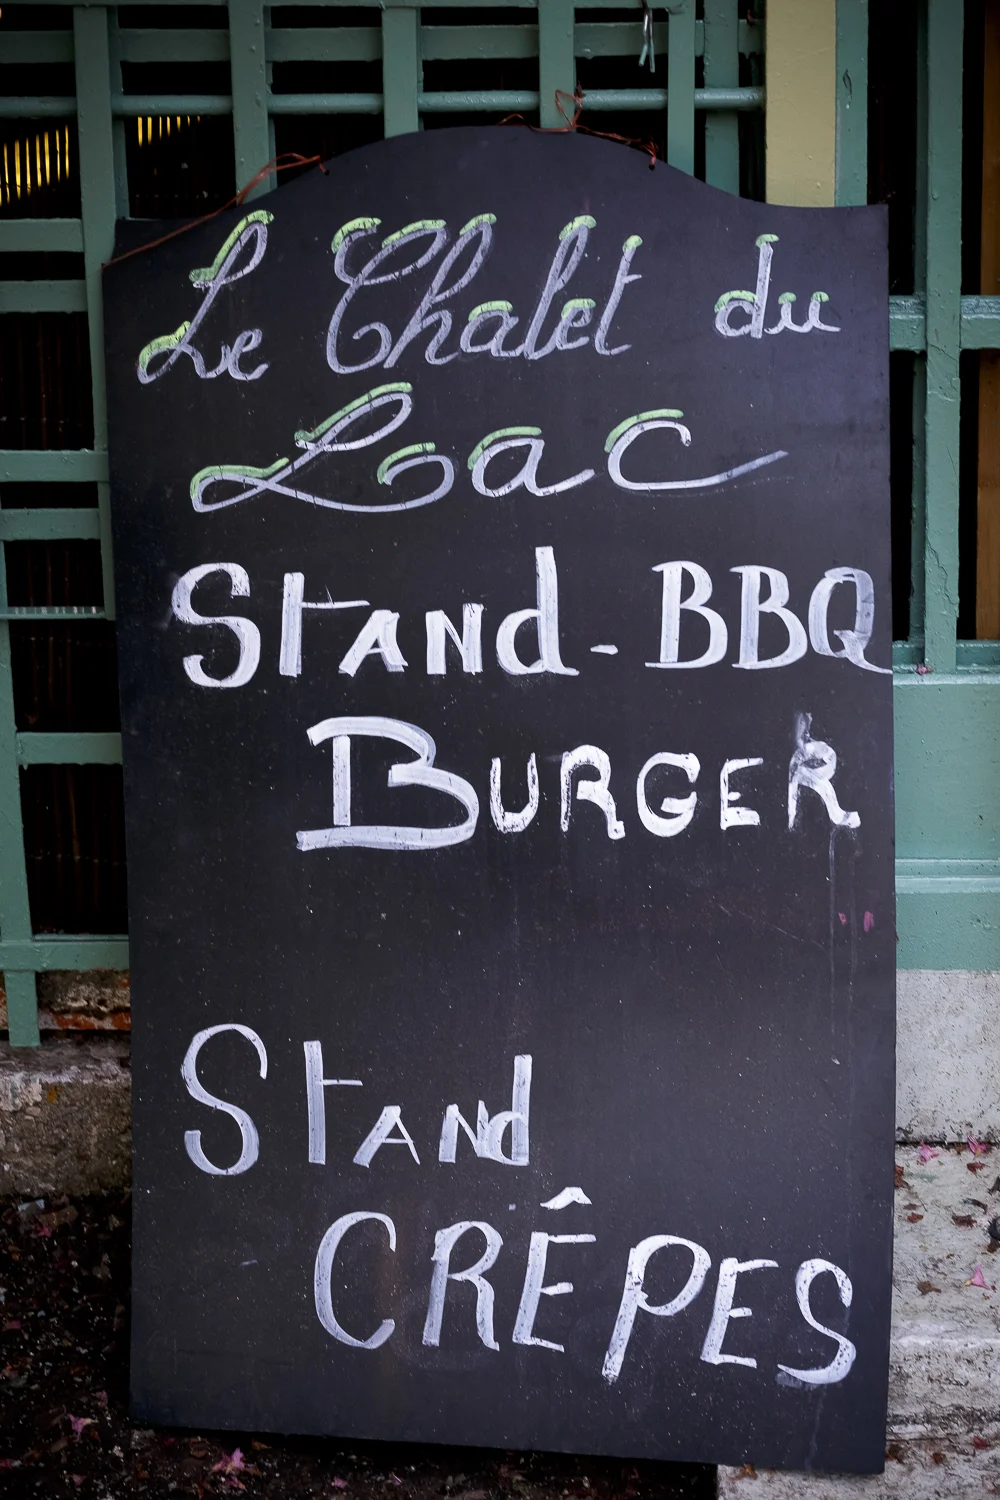 Le Chalet du
Lac
Stand - BBQ
BURGER
Stand
CRÊPES